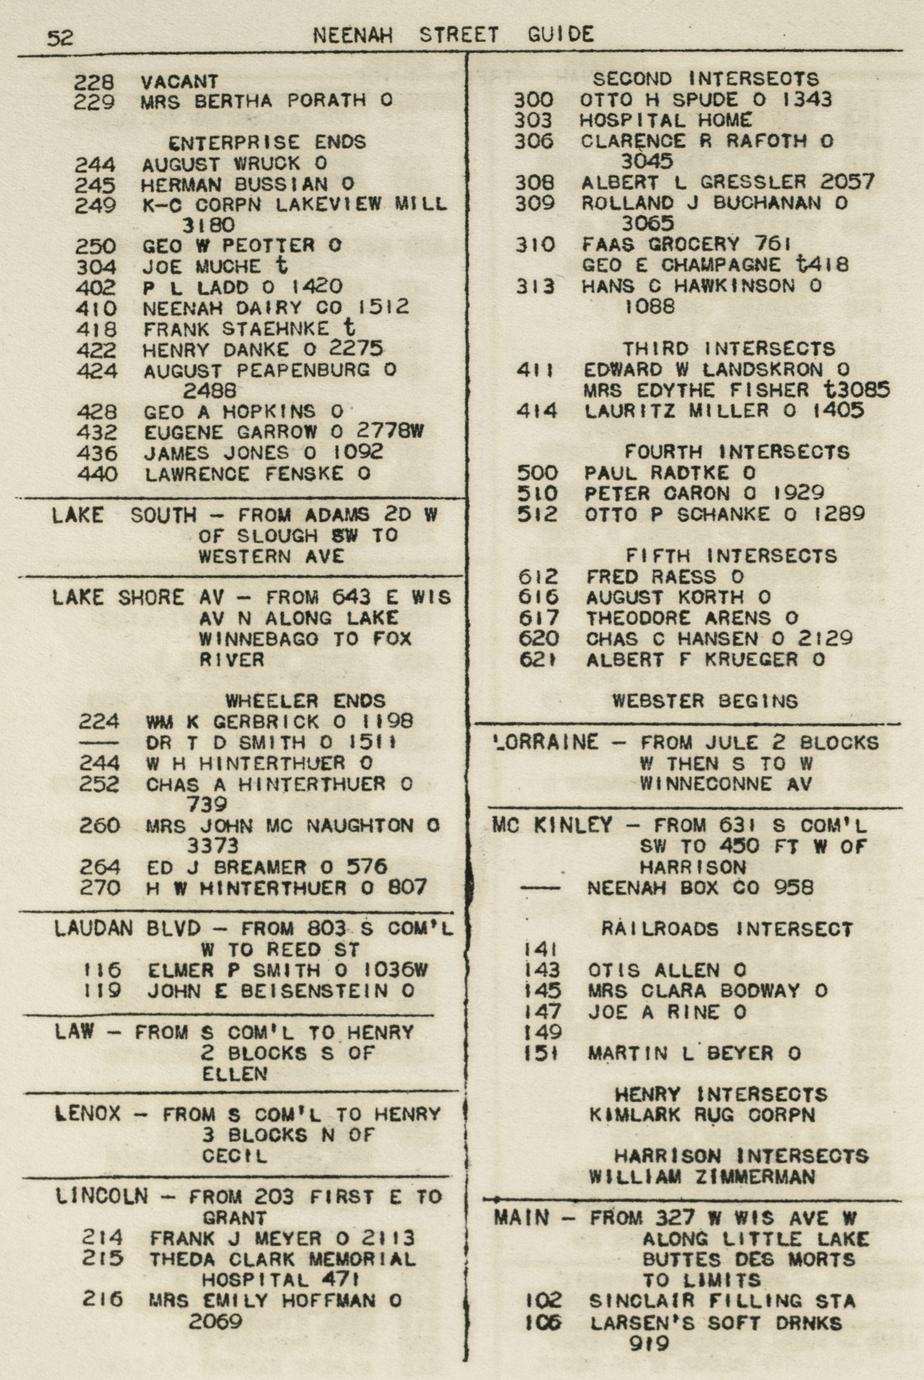 52 NEENAH STREET GUIDE
228 VACANT
229 MRS BERTHA PORATH O
ENTERPRISE ENDS
244 AUGUST WRUCK O
245 HERMAN BUSSIAN O
249 K-C CORPN LAKEVIEW MILL
3180
250 GEO W PEOTTER O
304 JOE MUCHE t
402 P L LADD O 1420
410 NEENAH DAIRY CO 1512
418 FRANK STAEHNKE t
422 HENRY DANKE O 2275
424 AUGUST PEAPENBURG O
2488
428 GEO A HOPKINS O
432 EUGENE GARROW O 2778W
436 JAMES JONES O 1092
440 LAWRENCE FENSKE O
LAKE SOUTH - FROM ADAMS 2D W
OF SLOUGH SW TO
WESTERN AVE
LAKE SHORE AV - FROM 643 E WIS
AV N ALONG LAKE
WINNEBAGO TO FOX
RIVER
WHEELER ENDS
224 WM K GERBRICK O 1198
— DR T D SMITH O 1511
244 W H HINTERTHUER O
252 CHAS A HINTERTHUER O
739
260 MRS JOHN MC NAUGHTON O
3373
264 ED J BREAMER O 576
270 H W HINTERTHUER O 807
LAUDAN BLVD - FROM 803 S COM'L
W TO REED ST
116 ELMER P SMITH O 1036W
119 JOHN E BEISENSTEIN O
LAW - FROM S COM'L TO HENRY
2 BLOCKS S OF
ELLEN
LENOX - FROM S COM'L TO HENRY
3 BLOCKS N OF
CECIL
LINCOLN - FROM 203 FIRST E TO
GRANT
214 FRANK J MEYER O 2113
215 THEDA CLARK MEMORIAL
HOSPITAL 471
216 MRS EMILY HOFFMAN O
2069
SECOND INTERSECTS
300 OTTO H SPUDE O 1343
303 HOSPITAL HOME
306 CLARENCE R RAFOTH O
3045
308 ALBERT L GRESSLER 2057
309 ROLLAND J BUCHANAN O
3065
310 FAAS GROCERY 761
GEO E CHAMPAGNE t418
313 HANS C HAWKINSON O
1088
THIRD INTERSECTS
411 EDWARD W LANDSKRON O
MRS EDYTHE FISHER t3085
414 LAURITZ MILLER O 1405
FOURTH INTERSECTS
500 PAUL RADTKE O
510 PETER CARON O 1929
512 OTTO P SCHANKE O 1289
FIFTH INTERSECTS
612 FRED RAESS O
616 AUGUST KORTH O
617 THEODORE ARENS O
620 CHAS C HANSEN O 2129
621 ALBERT F KRUEGER O
WEBSTER BEGINS
LORRAINE - FROM JULE 2 BLOCKS
W THEN S TO W
WINNECONNE AV
MC KINLEY - FROM 631 S COM'L
SW TO 450 FT W OF
HARRISON
— NEENAH BOX CO 958
RAILROADS INTERSECT
141
143 OTIS ALLEN O
145 MRS CLARA BODWAY O
147 JOE A RINE O
149
151 MARTIN L BEYER O
HENRY INTERSECTS
KIMLARK RUG CORPN
HARRISON INTERSECTS
WILLIAM ZIMMERMAN
MAIN - FROM 327 W WIS AVE W
ALONG LITTLE LAKE
BUTTES DES MORTS
TO LIMITS
102 SINCLAIR FILLING STA
106 LARSEN'S SOFT DRNKS
919